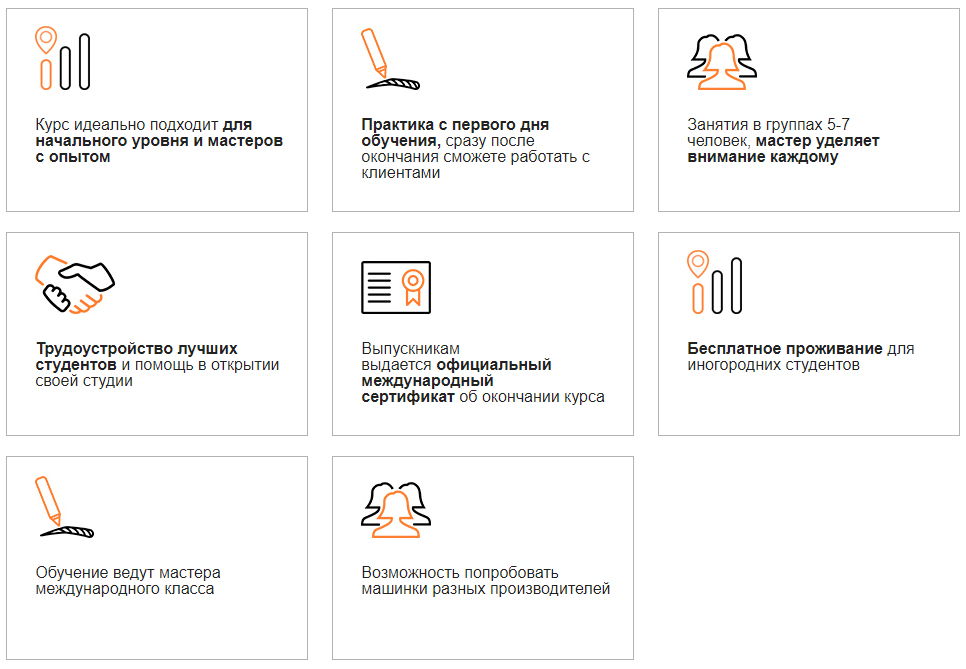 Курс идеально подходит для
начального уровня и мастеров
с опытом
Практика с первого дня
обучения, сразу после
окончания сможете работать с
клиентами
Занятия в группах 5-7
человек, мастер уделяет
внимание каждому
Трудоустройство лучших
студентов и помощь в открытии
своей студии
Выпускникам
выдается официальный
международный
сертификат об окончании курса
Бесплатное проживание для
иногородних студентов
Обучение ведут мастера
международного класса
Возможность попробовать
машинки разных производителей